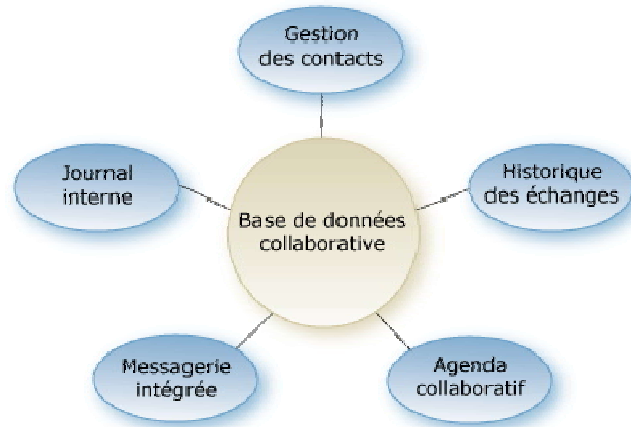 Gestion
des contacts
Journal
interne
Historique
des échanges
Base de données
collaborative
Messagerie
intégrée
Agenda
collaboratif